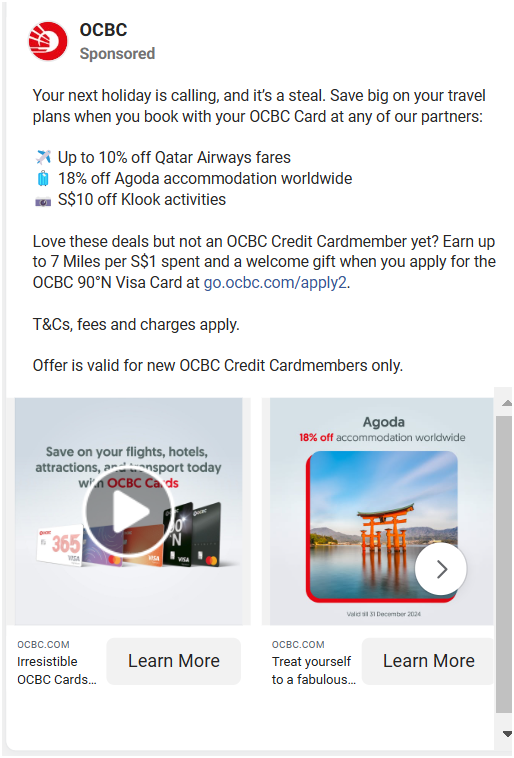 OCBC
Sponsored
Your next holiday is calling, and it's a steal. Save big on your travel
plans when you book with your OCBC Card at any of our partners:
Up to 10% off Qatar Airways fares
18% off Agoda accommodation worldwide
S$10 off Klook activities
Love these deals but not an OCBC Credit Cardmember yet? Earn up
to 7 Miles per S$1 spent and a welcome gift when you apply for the
OCBC 90°N Visa Card at go.ocbc.com/apply2.
T&Cs, fees and charges apply.
Offer is valid for new OCBC Credit Cardmembers only.
Save on your flights, hotels,
attractions, and transport today
with OCBC Cards
365
VISA
VISA
N
VISA
Agoda
18% off accommodation worldwide
Valid till 31 December 2024
OCBC.COM
Irresistible
OCBC Cards...
Learn More
OCBC.COM
Treat yourself
to a fabulous...
Learn More